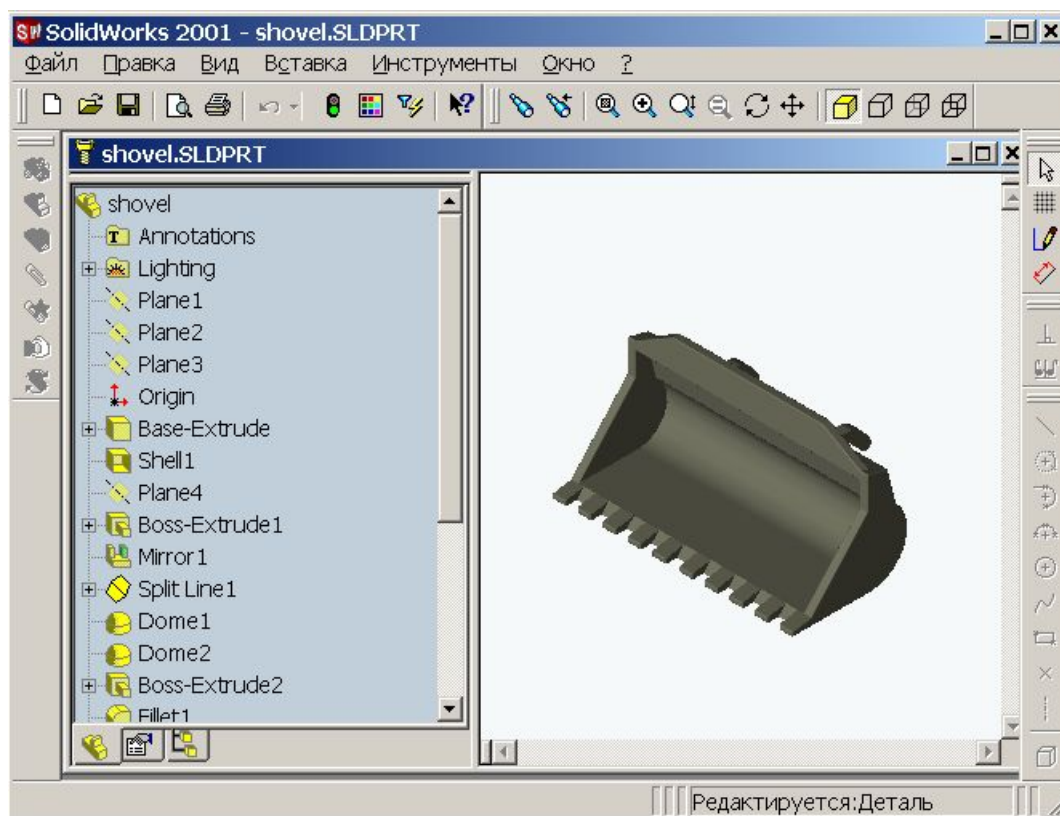 SW SolidWorks 2001 - shovel.SLDPRT
Файл Правка Вид Вставка Инструменты Окно ?
shovel.SLDPRT
shovel
Annotations
Lighting
Plane1
Plane2
Plane3
Origin
Base-Extrude
Shell1
Plane4
Boss-Extrude1
Mirror1
Split Line1
Dome1
Dome2
Boss-Extrude2
Fillet1
Редактируется:Деталь